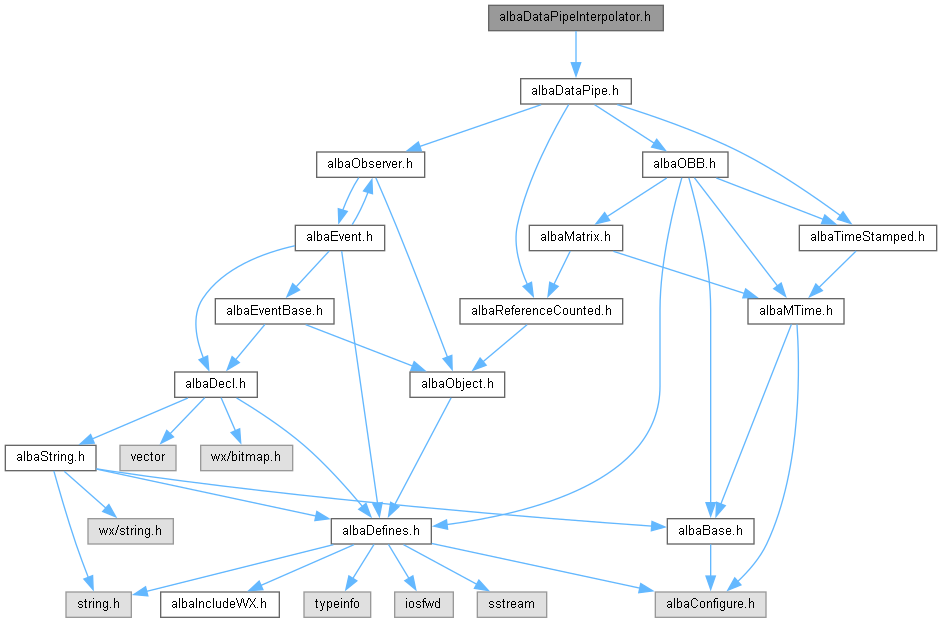 albaDataPipeInterpolator.h
albaDataPipe.h
albaObserver.h
albaOBB.h
albaEvent.h
albaMatrix.h
albaTimeStamped.h
albaEventBase.h
albaReferenceCounted.h
albaMTime.h
albaDecl.h
albaObject.h
albaString.h
vector
wx/bitmap.h
wx/string.h
albaDefines.h
albaBase.h
string.h
albaIncludeWX.h
typeinfo
iosfwd
sstream
albaConfigure.h